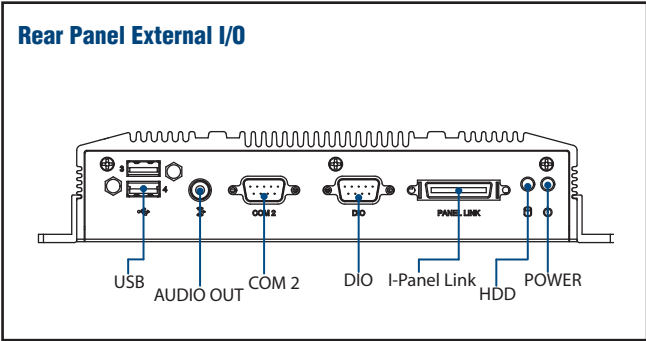 Rear Panel External I/O
3
4
COM 2
DIO
PANEL LINK
USB
AUDIO OUT
COM 2
DIO
I-Panel Link
HDD
POWER